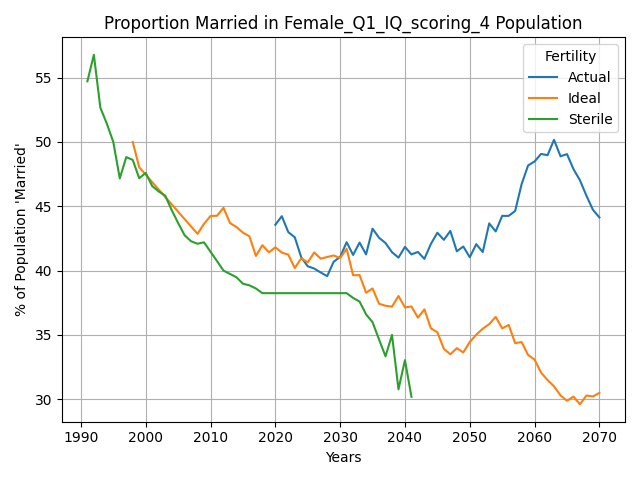 Proportion Married in Female_Q1_IQ_scoring_4 Population
% of Population 'Married'
55
50
45
40
35
30
1990
2000
2010
2020
2030
2040
2050
2060
2070
Years
Fertility
Actual
Ideal
Sterile